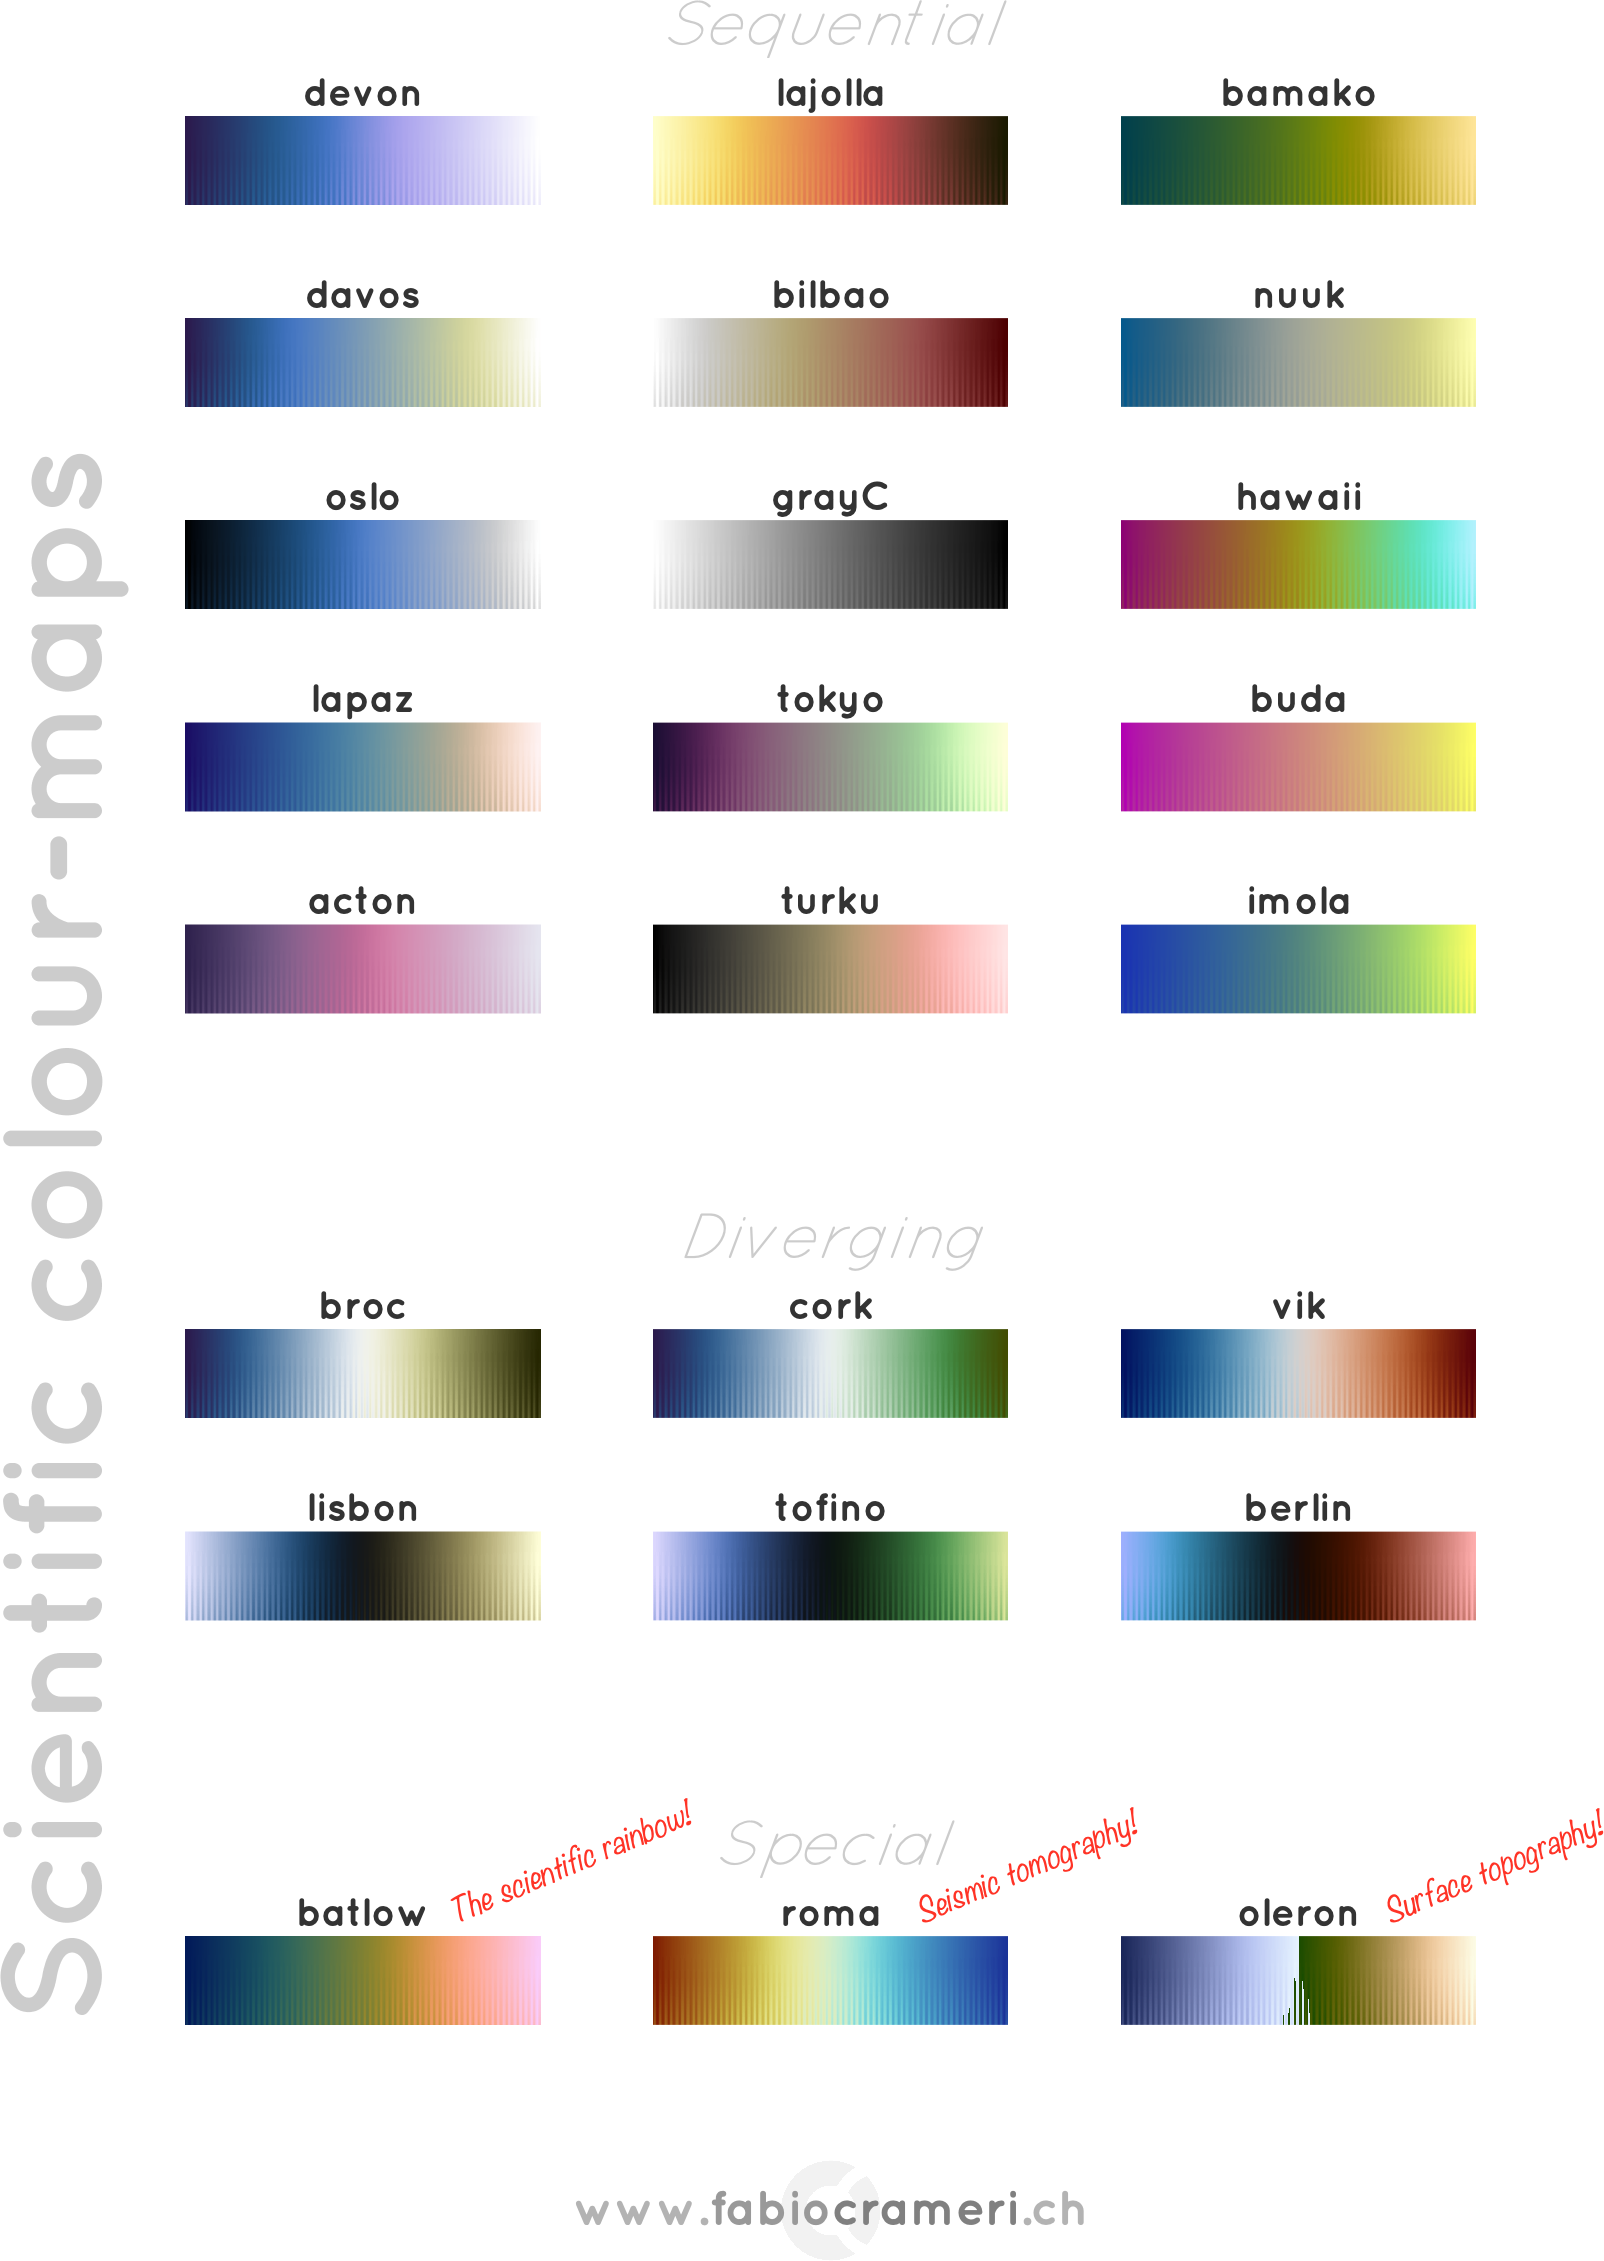 Scientific colour-maps
Sequential
devon
lajolla
bamako
davos
bilbao
nuuk
oslo
grayC
hawaii
lapaz
tokyo
buda
acton
turku
imola
Diverging
broc
cork
vik
lisbon
tofino
berlin
Special
batlow
The scientific rainbow!
roma
Seismic tomography!
oleron
Surface topography!
www.fabiocrameri.ch